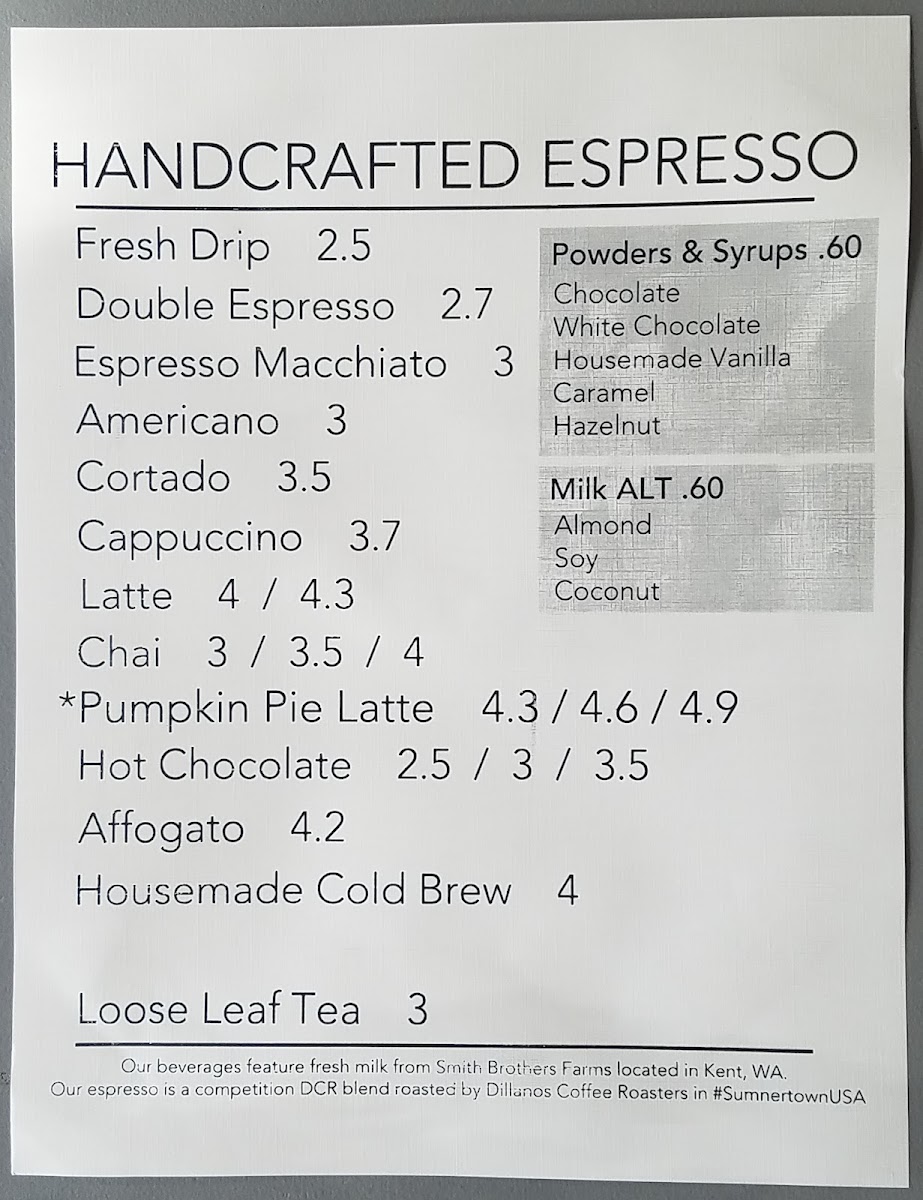 HANDCRAFTED ESPRESSO
Fresh Drip 2.5
Double Espresso 2.7
Espresso Macchiato 3
Americano 3
Cortado 3.5
Cappuccino 3.7
Latte 4 / 4.3
Chai 3 / 3.5 / 4
*Pumpkin Pie Latte 4.3 / 4.6 / 4.9
Hot Chocolate 2.5 / 3 / 3.5
Affogato 4.2
Housemade Cold Brew 4
Loose Leaf Tea 3
Powders & Syrups .60
Chocolate
White Chocolate
Housemade Vanilla
Caramel
Hazelnut
Milk ALT .60
Almond
Soy
Coconut
Our beverages feature fresh milk from Smith Brothers Farms located in Kent, WA.
Our espresso is a competition DCR blend roasted by Dillanos Coffee Roasters in #SumnertownUSA